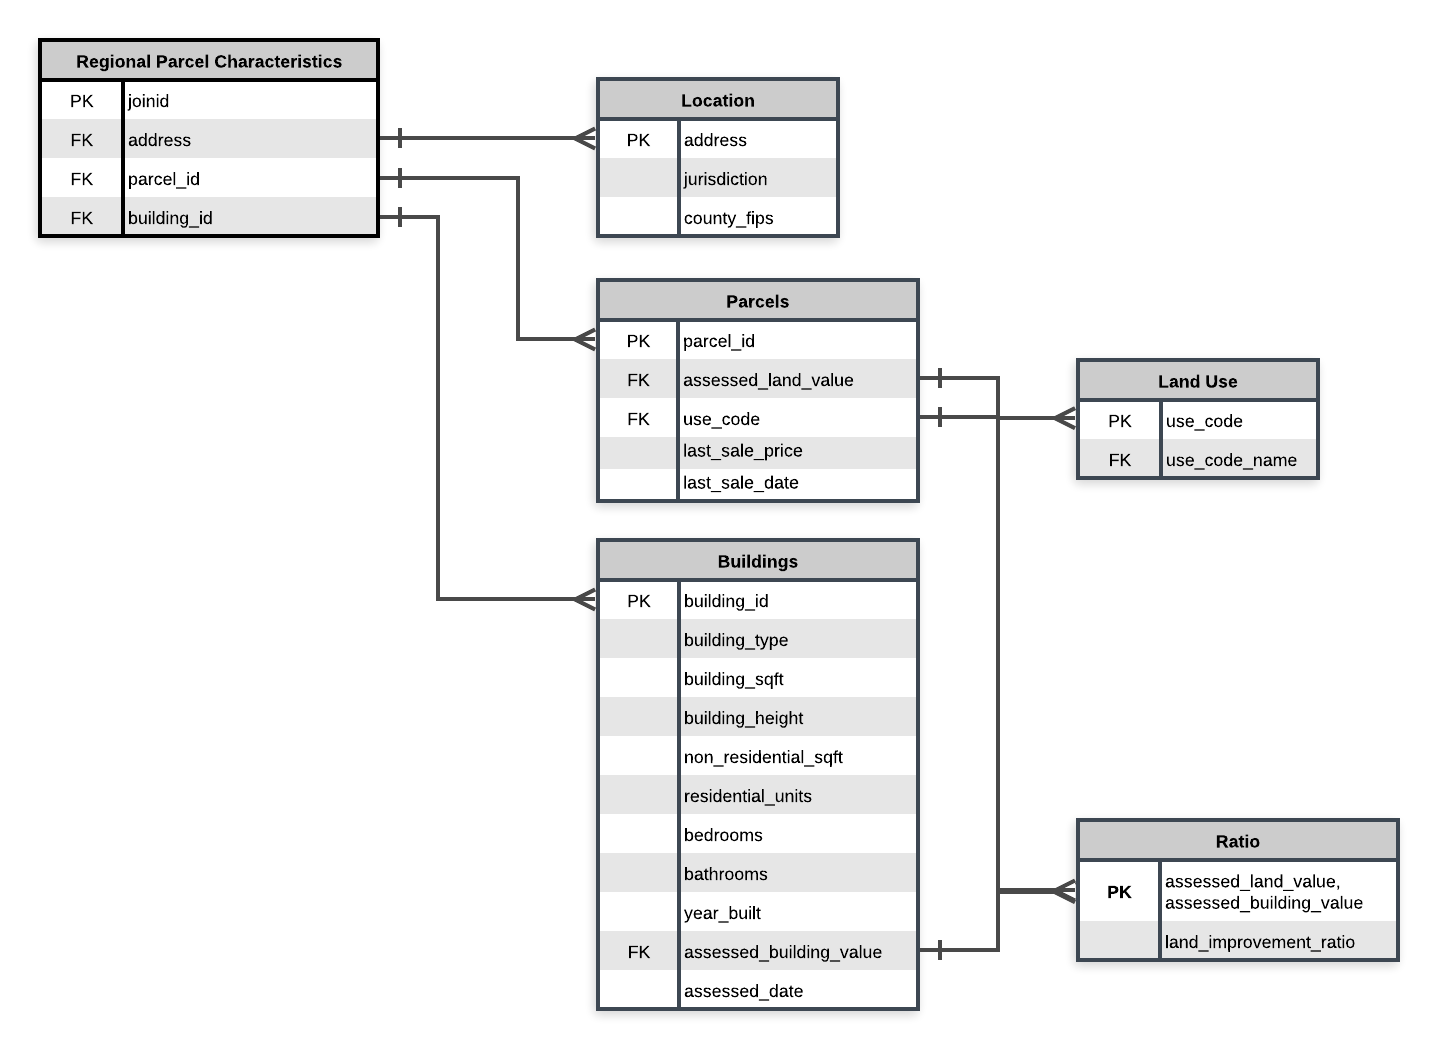 Regional Parcel Characteristics
PK joinid
FK address
FK parcel_id
FK building_id
Location
PK address
jurisdiction
county_fips
Parcels
PK parcel_id
FK assessed_land_value
FK use_code
last_sale_price
last_sale_date
Land Use
PK use_code
FK use_code_name
Buildings
PK building_id
building_type
building_sqft
building_height
non_residential_sqft
residential_units
bedrooms
bathrooms
year_built
FK assessed_building_value
assessed_date
Ratio
PK assessed_land_value,
assessed_building_value
land_improvement_ratio